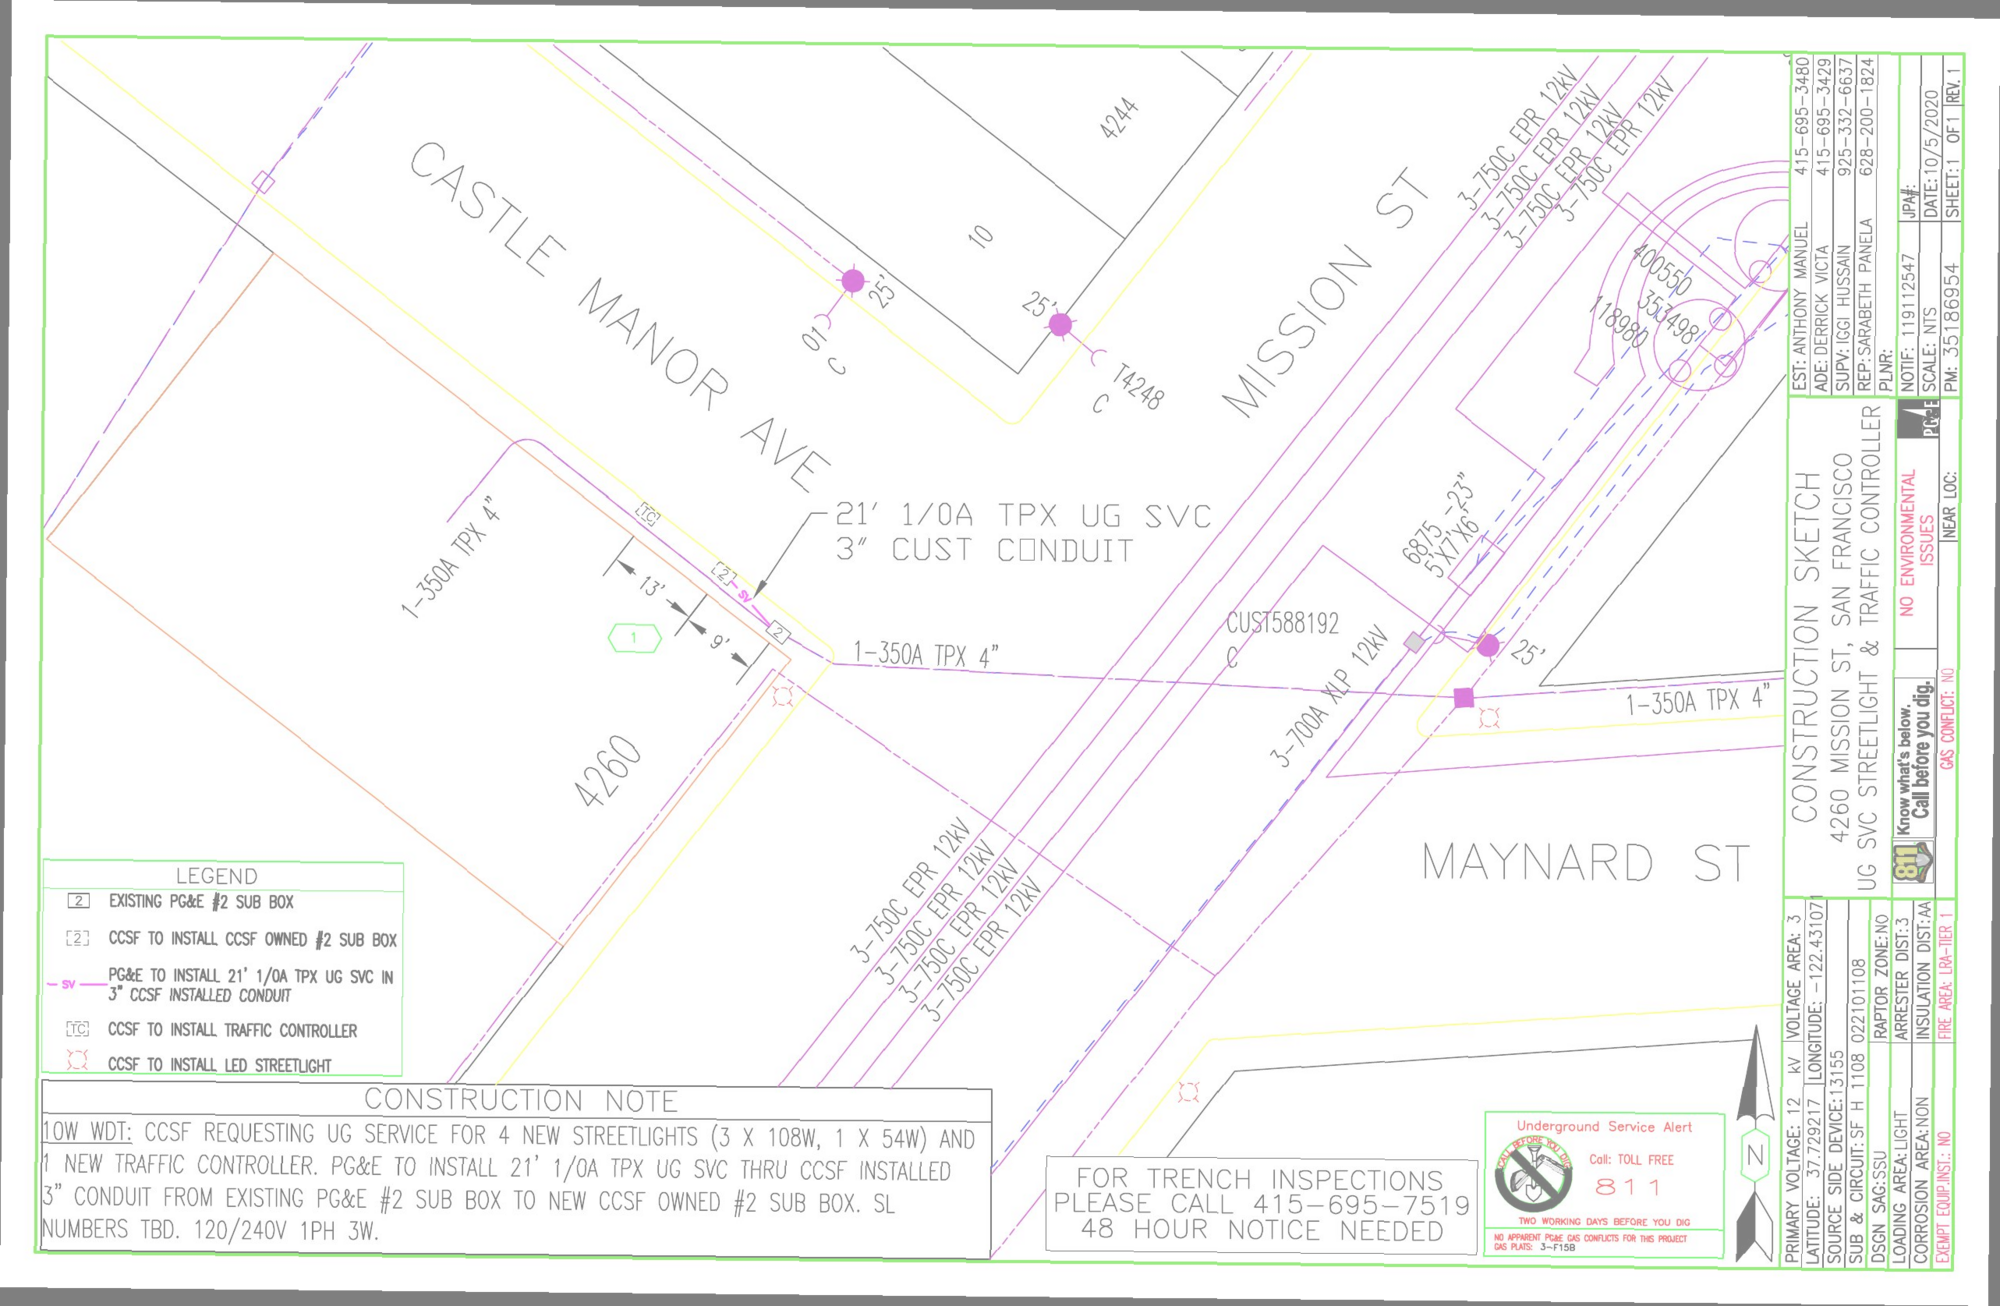 CASTLE MANOR AVE
MISSION ST
MAYNARD ST
4244
10
25'
01
C
25'
T4248
C
3-750C EPR 12kV
3-750C EPR 12kV
3-750C EPR 12kV
3-750C EPR 12kV
400550
353498
118980
21' 1/0A TPX UG SVC
3" CUST CONDUIT
1-350A TPX 4"
TC
2
SV
2
13'
9'
1
4260
1-350A TPX 4"
CUST588192
C
6875 -23"
5'X7'X6'
25'
3-700A XLP 12kV
1-350A TPX 4"
3-750C EPR 12kV
3-750C EPR 12kV
3-750C EPR 12kV
3-750C EPR 12kV
LEGEND
2 EXISTING PG&E #2 SUB BOX
2 CCSF TO INSTALL CCSF OWNED #2 SUB BOX
SV PG&E TO INSTALL 21' 1/0A TPX UG SVC IN
3" CCSF INSTALLED CONDUIT
TC CCSF TO INSTALL TRAFFIC CONTROLLER
CCSF TO INSTALL LED STREETLIGHT
CONSTRUCTION NOTE
10W WDT: CCSF REQUESTING UG SERVICE FOR 4 NEW STREETLIGHTS (3 X 108W, 1 X 54W) AND
1 NEW TRAFFIC CONTROLLER. PG&E TO INSTALL 21' 1/0A TPX UG SVC THRU CCSF INSTALLED
3" CONDUIT FROM EXISTING PG&E #2 SUB BOX TO NEW CCSF OWNED #2 SUB BOX. SL
NUMBERS TBD. 120/240V 1PH 3W.
FOR TRENCH INSPECTIONS
PLEASE CALL 415-695-7519
48 HOUR NOTICE NEEDED
Underground Service Alert
CALL BEFORE YOU DIG
Call: TOLL FREE
811
TWO WORKING DAYS BEFORE YOU DIG
NO APPARENT PG&E GAS CONFLICTS FOR THIS PROJECT
GAS PLATS: 3-F15B
N
EST: ANTHONY MANUEL 415-695-3480
ADE: DERRICK VICTA 415-695-3429
SUPV: IGGI HUSSAIN 925-332-6637
REP: SARABETH PANELA 628-200-1824
PLNR:
NOTIF: 119112547 JPA#:
SCALE: NTS DATE: 10/5/2020
PM: 35186954 SHEET: 1 OF 1 REV. 1
CONSTRUCTION SKETCH
4260 MISSION ST, SAN FRANCISCO
UG SVC STREETLIGHT & TRAFFIC CONTROLLER
PG&E
NO ENVIRONMENTAL
ISSUES
NEAR LOC:
811
Know what's below.
Call before you dig.
GAS CONFLICT: NO
PRIMARY VOLTAGE: 12 kV VOLTAGE AREA: 3
LATITUDE: 37.729217 LONGITUDE: -122.431071
SOURCE SIDE DEVICE: 13155
SUB & CIRCUIT: SF H 1108 022101108
DSGN SAG: SSU RAPTOR ZONE: NO
LOADING AREA: LIGHT ARRESTER DIST: 3
CORROSION AREA: NON INSULATION DIST: AA
EXEMPT EQUIP.INST.: NO FIRE AREA: LRA-TIER 1